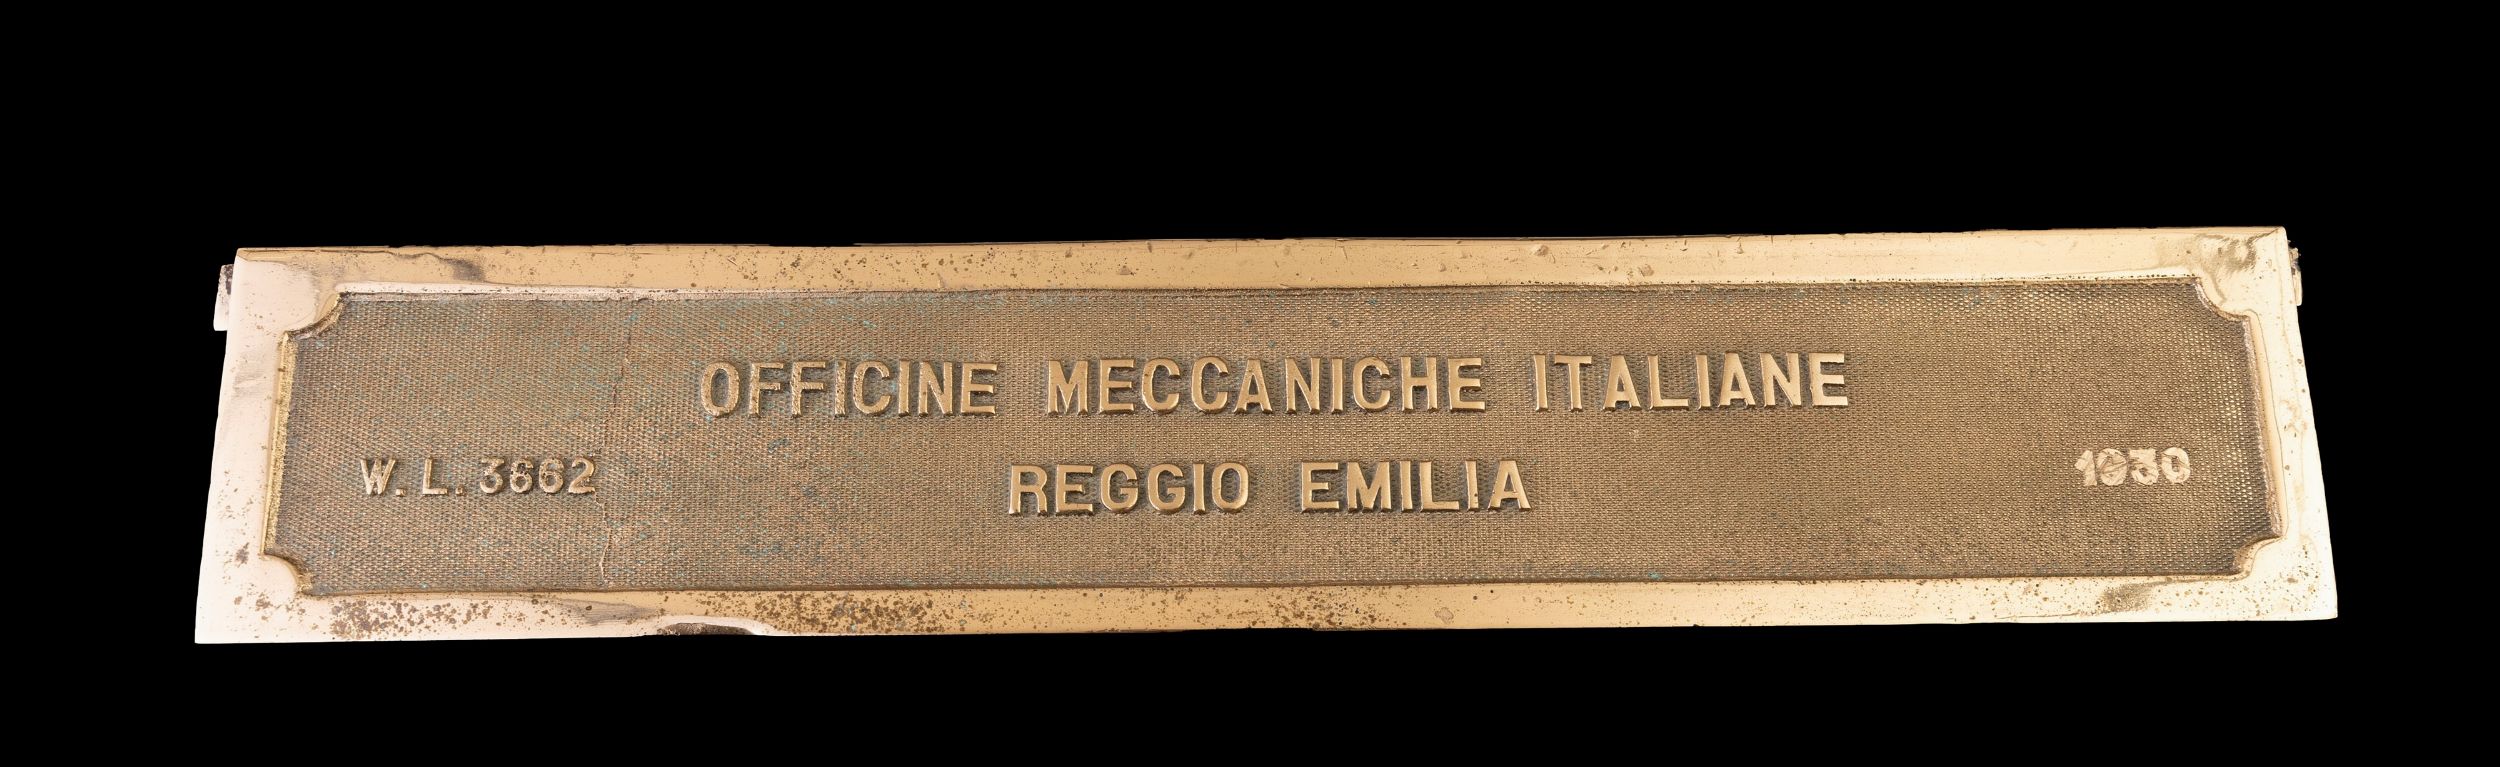 OFFICINE MECCANICHE ITALIANE
W. L. 3662
REGGIO EMILIA
1930